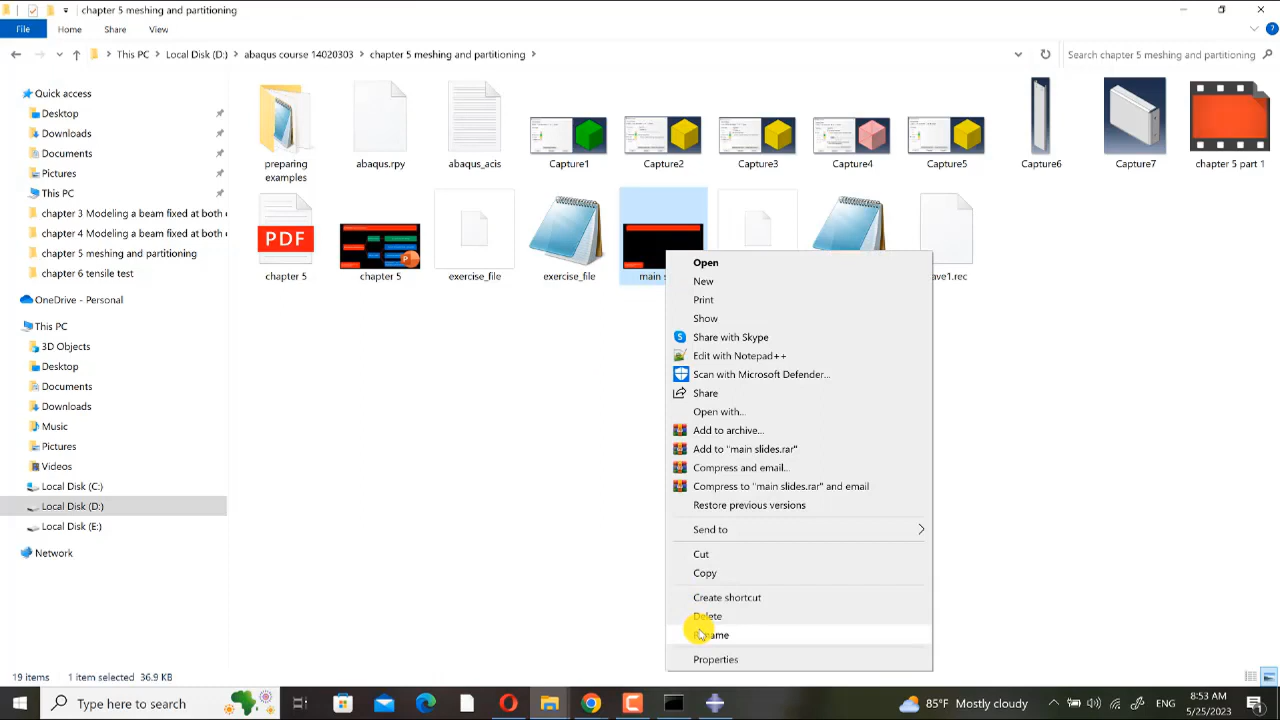 chapter 5 meshing and partitioning
File
Home
Share
View
This PC
Local Disk (D:)
abaqus course 14020303
chapter 5 meshing and partitioning
Search chapter 5 meshing and partitioning
Quick access
Desktop
Downloads
Documents
Pictures
This PC
chapter 3 Modeling a beam fixed at both
chapter 4 Modeling a beam fixed at both
chapter 5 meshing and partitioning
chapter 6 tensile test
OneDrive - Personal
This PC
3D Objects
Desktop
Documents
Downloads
Music
Pictures
Videos
Local Disk (C:)
Local Disk (D:)
Local Disk (E:)
Network
preparing
examples
abaqus.rpy
abaqus_acis
Capture1
Capture2
Capture3
Capture4
Capture5
Capture6
Capture7
chapter 5 part 1
PDF
chapter 5
chapter 5
exercise_file
exercise_file
main s
ave1.rec
Open
New
Print
Show
Share with Skype
Edit with Notepad++
Scan with Microsoft Defender...
Share
Open with...
Add to archive...
Add to "main slides.rar"
Compress and email...
Compress to "main slides.rar" and email
Restore previous versions
Send to
Cut
Copy
Create shortcut
Delete
Rename
Properties
19 items
1 item selected 36.9 KB
Type here to search
85°F Mostly cloudy
ENG
8:53 AM
5/25/2023